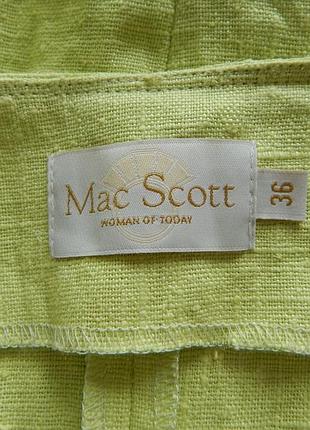 Mac Scott
WOMAN OF TODAY
36